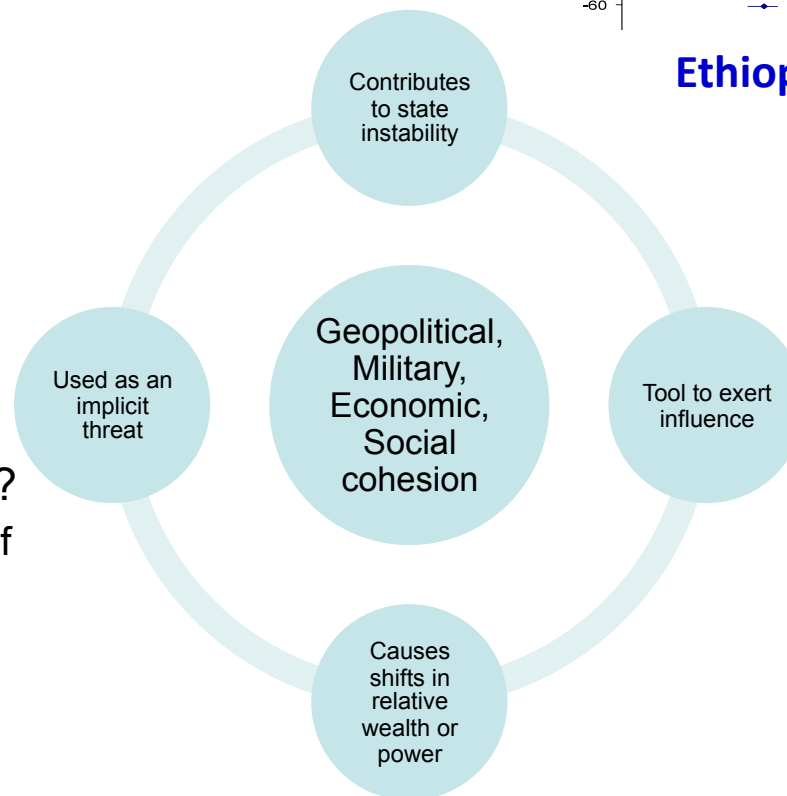 -60
Ethiop
Contributes
to state
instability
Geopolitical,
Military,
Economic,
Social
cohesion
Used as an
implicit
threat
Tool to exert
influence
?
f
Causes
shifts in
relative
wealth or
power